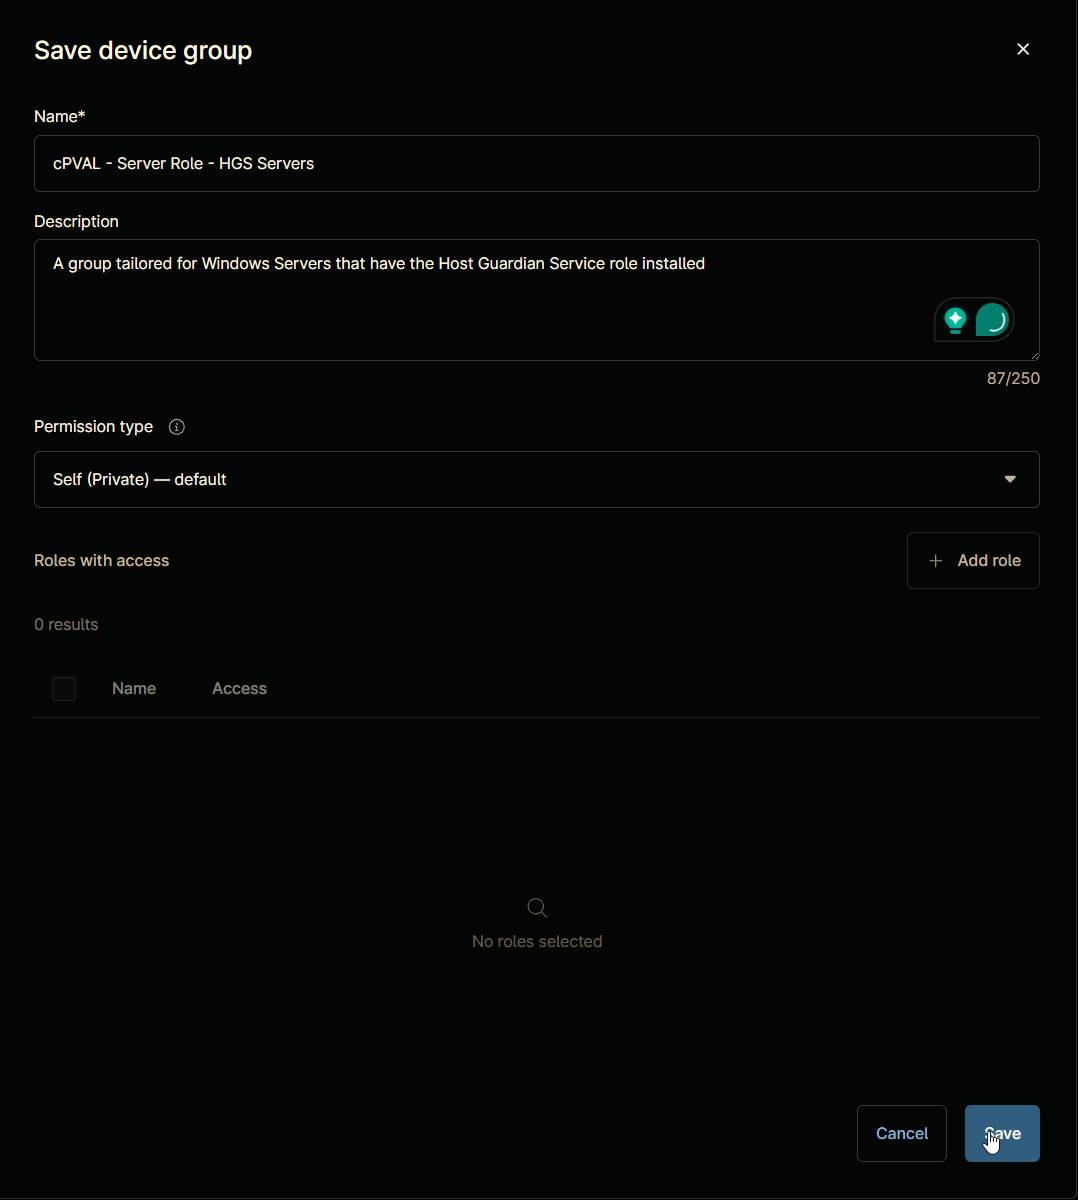 Save device group
Name*
cPVAL - Server Role - HGS Servers
Description
A group tailored for Windows Servers that have the Host Guardian Service role installed
87/250
Permission type
Self (Private) — default
Roles with access
Add role
0 results
Name Access
No roles selected
Cancel Save